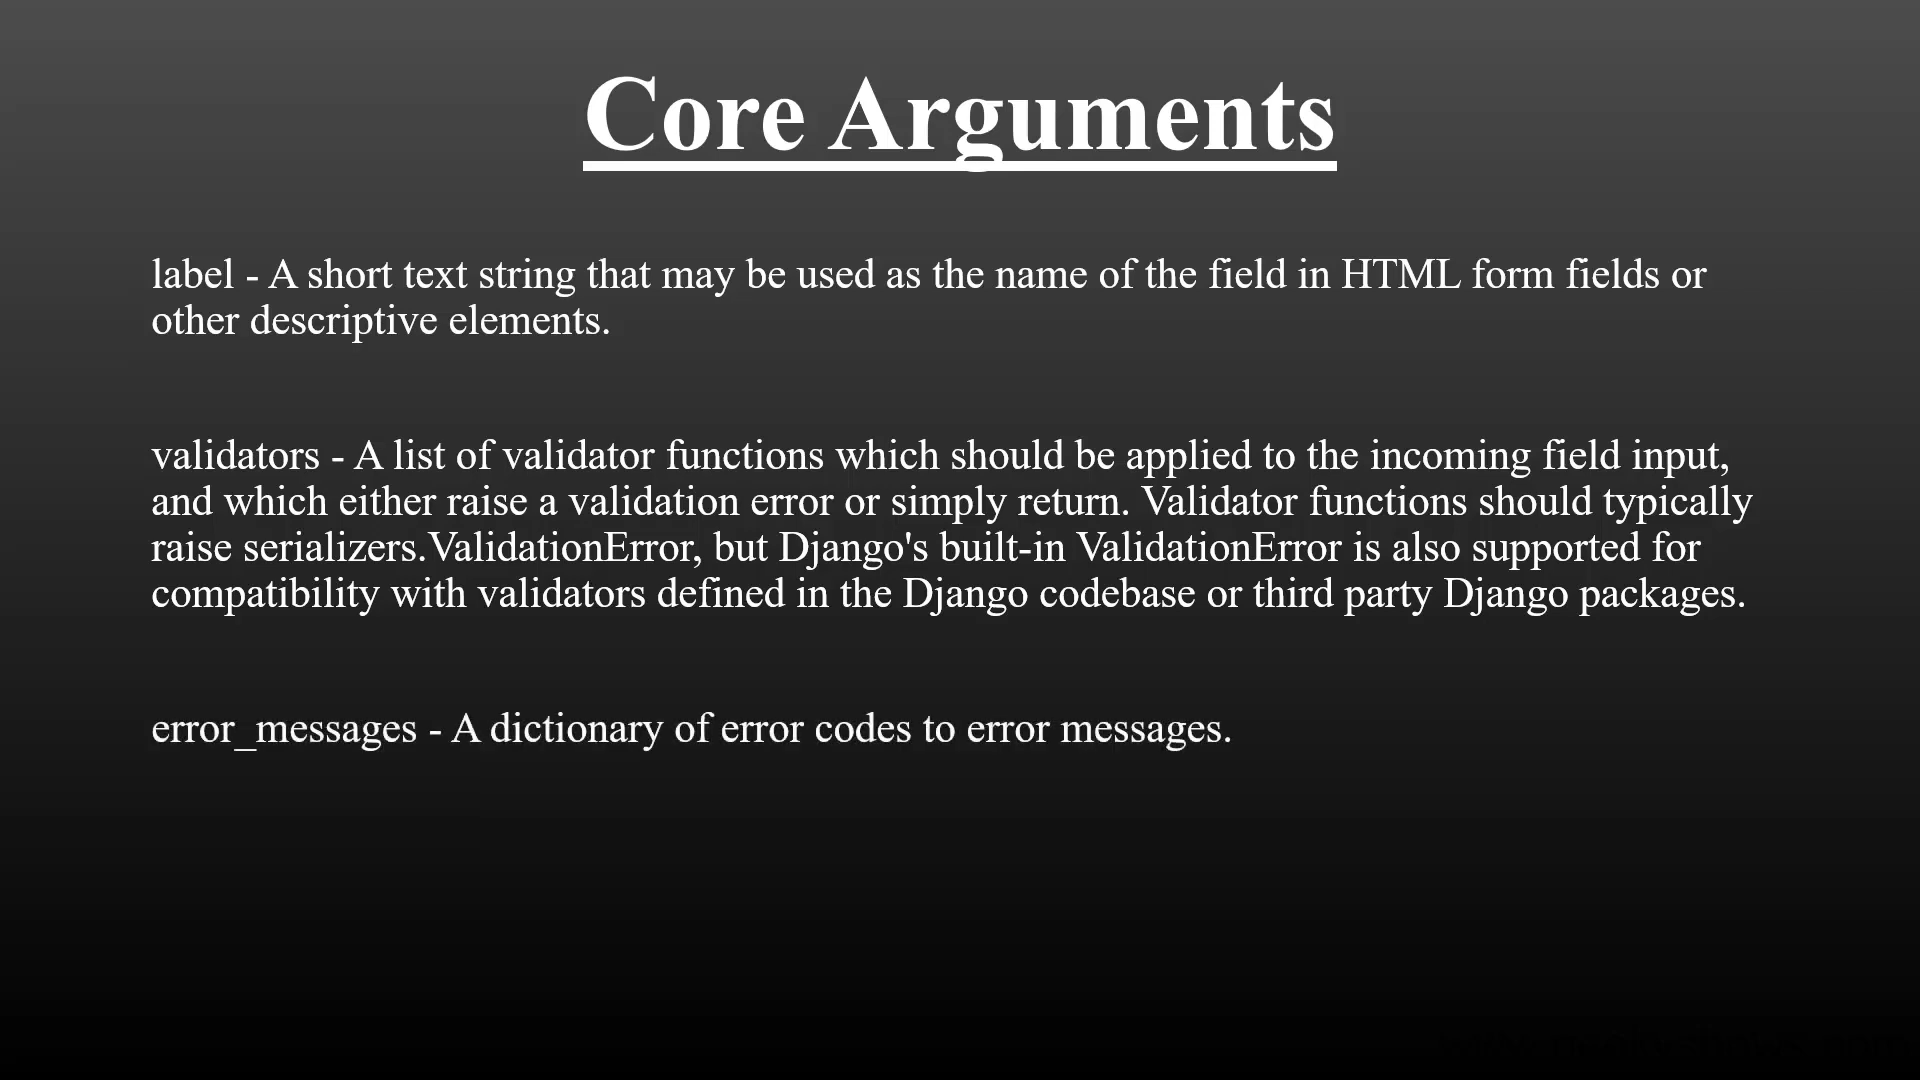 Core Arguments
label - A short text string that may be used as the name of the field in HTML form fields or
other descriptive elements.
validators - A list of validator functions which should be applied to the incoming field input,
and which either raise a validation error or simply return. Validator functions should typically
raise serializers.ValidationError, but Django's built-in ValidationError is also supported for
compatibility with validators defined in the Django codebase or third party Django packages.
error_messages - A dictionary of error codes to error messages.